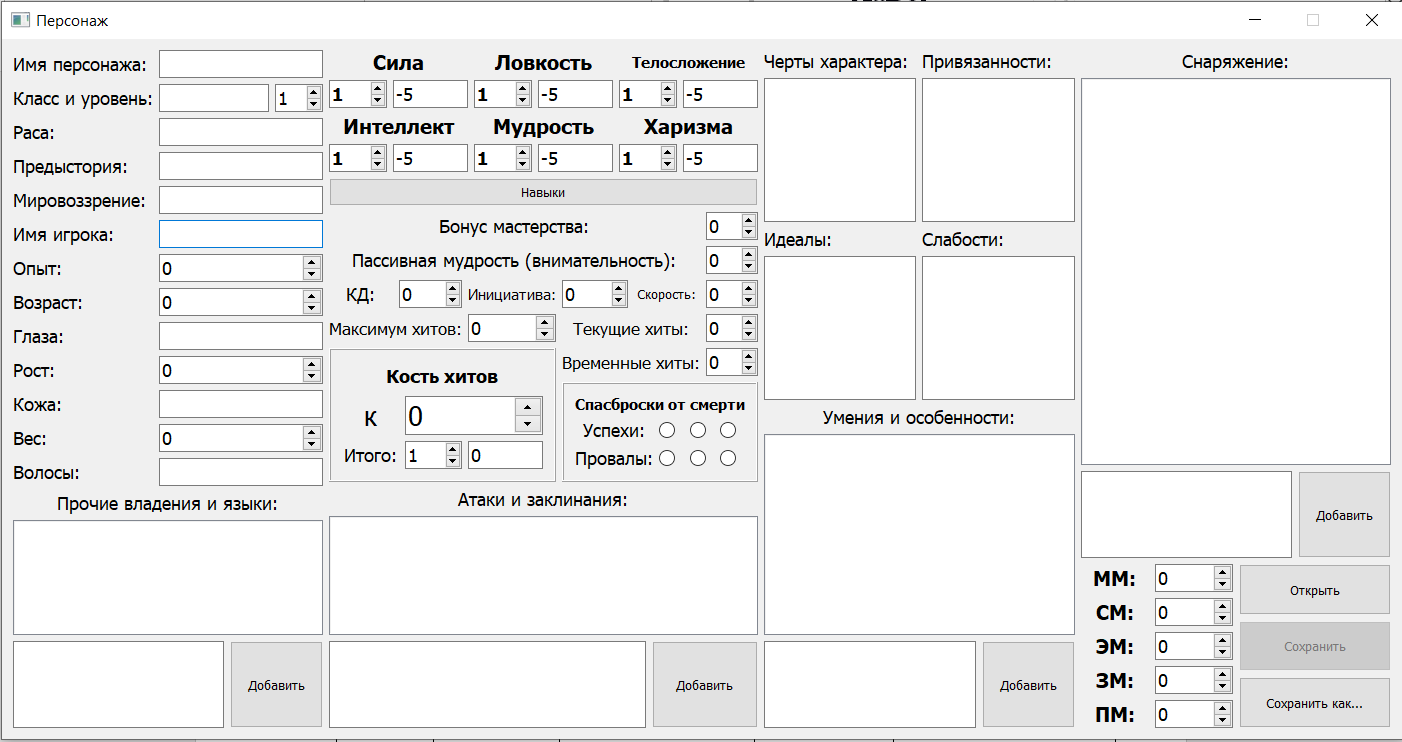 Персонаж
Имя персонажа:
Класс и уровень: 1
Раса:
Предыстория:
Мировоззрение:
Имя игрока:
Опыт: 0
Возраст: 0
Глаза:
Рост: 0
Кожа:
Вес: 0
Волосы:
Прочие владения и языки:
Добавить
Сила Ловкость Телосложение
1 -5 1 -5 1 -5
Интеллект Мудрость Харизма
1 -5 1 -5 1 -5
Навыки
Бонус мастерства: 0
Пассивная мудрость (внимательность): 0
КД: 0 Инициатива: 0 Скорость: 0
Максимум хитов: 0 Текущие хиты: 0
Временные хиты: 0
Кость хитов
К 0
Итого: 1 0
Спасброски от смерти
Успехи:
Провалы:
Атаки и заклинания:
Добавить
Черты характера: Привязанности:
Идеалы: Слабости:
Умения и особенности:
Добавить
Снаряжение:
Добавить
ММ: 0
СМ: 0
ЭМ: 0
ЗМ: 0
ПМ: 0
Открыть
Сохранить
Сохранить как...